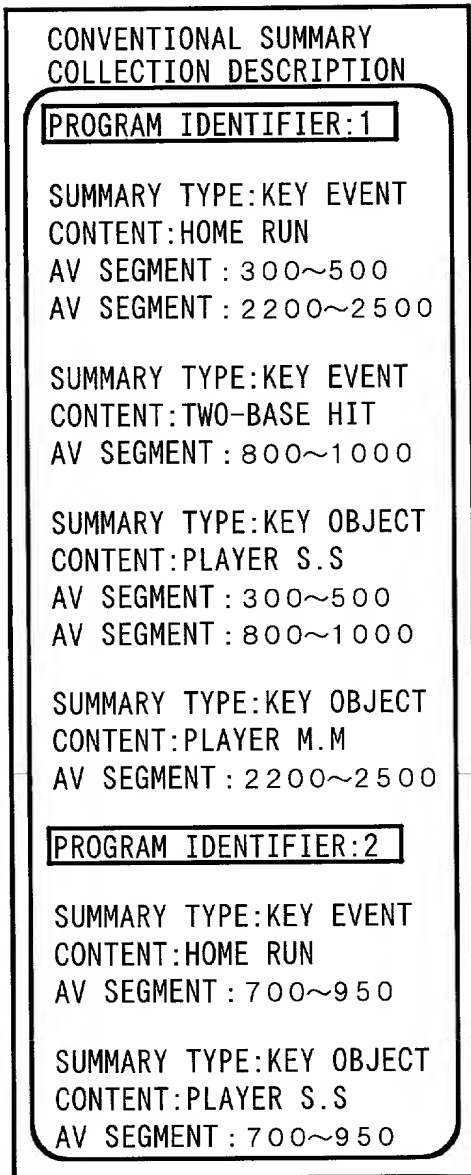 CONVENTIONAL SUMMARY
COLLECTION DESCRIPTION
PROGRAM IDENTIFIER:1
SUMMARY TYPE:KEY EVENT
CONTENT:HOME RUN
AV SEGMENT:300~500
AV SEGMENT:2200~2500
SUMMARY TYPE:KEY EVENT
CONTENT:TWO-BASE HIT
AV SEGMENT:800~1000
SUMMARY TYPE:KEY OBJECT
CONTENT:PLAYER S.S
AV SEGMENT:300~500
AV SEGMENT:800~1000
SUMMARY TYPE:KEY OBJECT
CONTENT:PLAYER M.M
AV SEGMENT:2200~2500
PROGRAM IDENTIFIER:2
SUMMARY TYPE:KEY EVENT
CONTENT:HOME RUN
AV SEGMENT:700~950
SUMMARY TYPE:KEY OBJECT
CONTENT:PLAYER S.S
AV SEGMENT:700~950